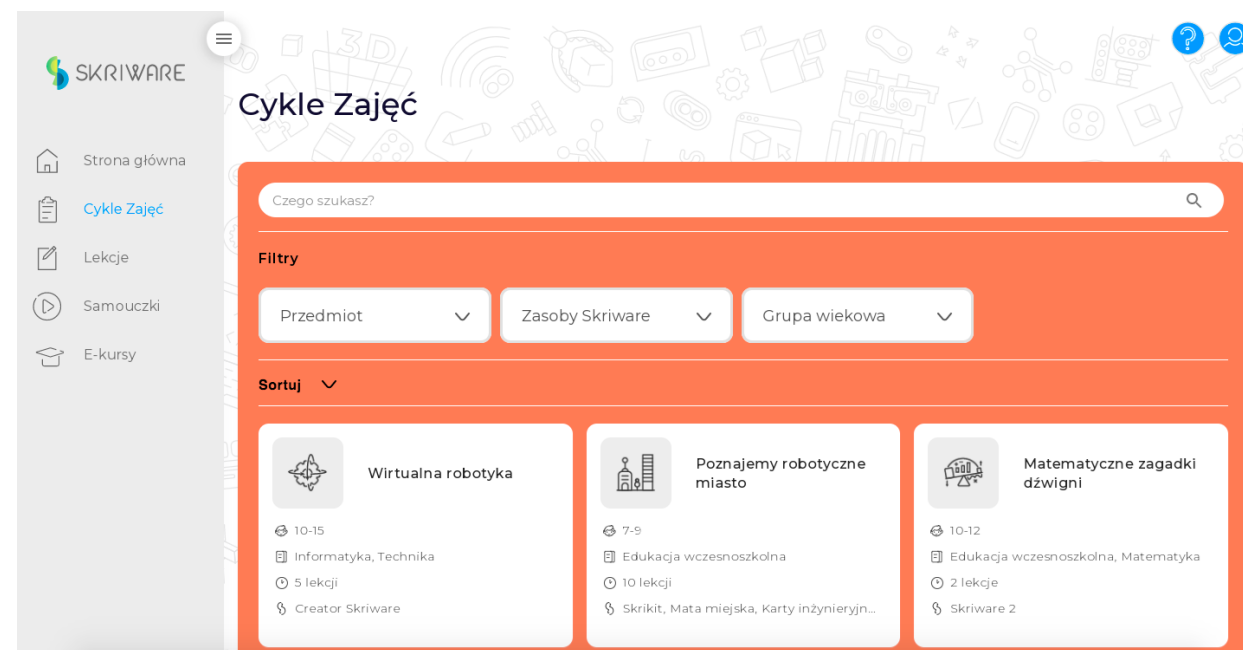 SKRIWARE
Cykle Zajęć
Strona główna
Cykle Zajęć
Lekcje
Samouczki
E-kursy
Czego szukasz?
Filtry
Przedmiot
Zasoby Skriware
Grupa wiekowa
Sortuj
Wirtualna robotyka
10-15
Informatyka, Technika
5 lekcji
Creator Skriware
Poznajemy robotyczne
miasto
7-9
Edukacja wczesnoszkolna
10 lekcji
Skrikit, Mata miejska, Karty inżynieryjn...
Matematyczne zagadki
dźwigni
10-12
Edukacja wczesnoszkolna, Matematyka
2 lekcje
Skriware 2